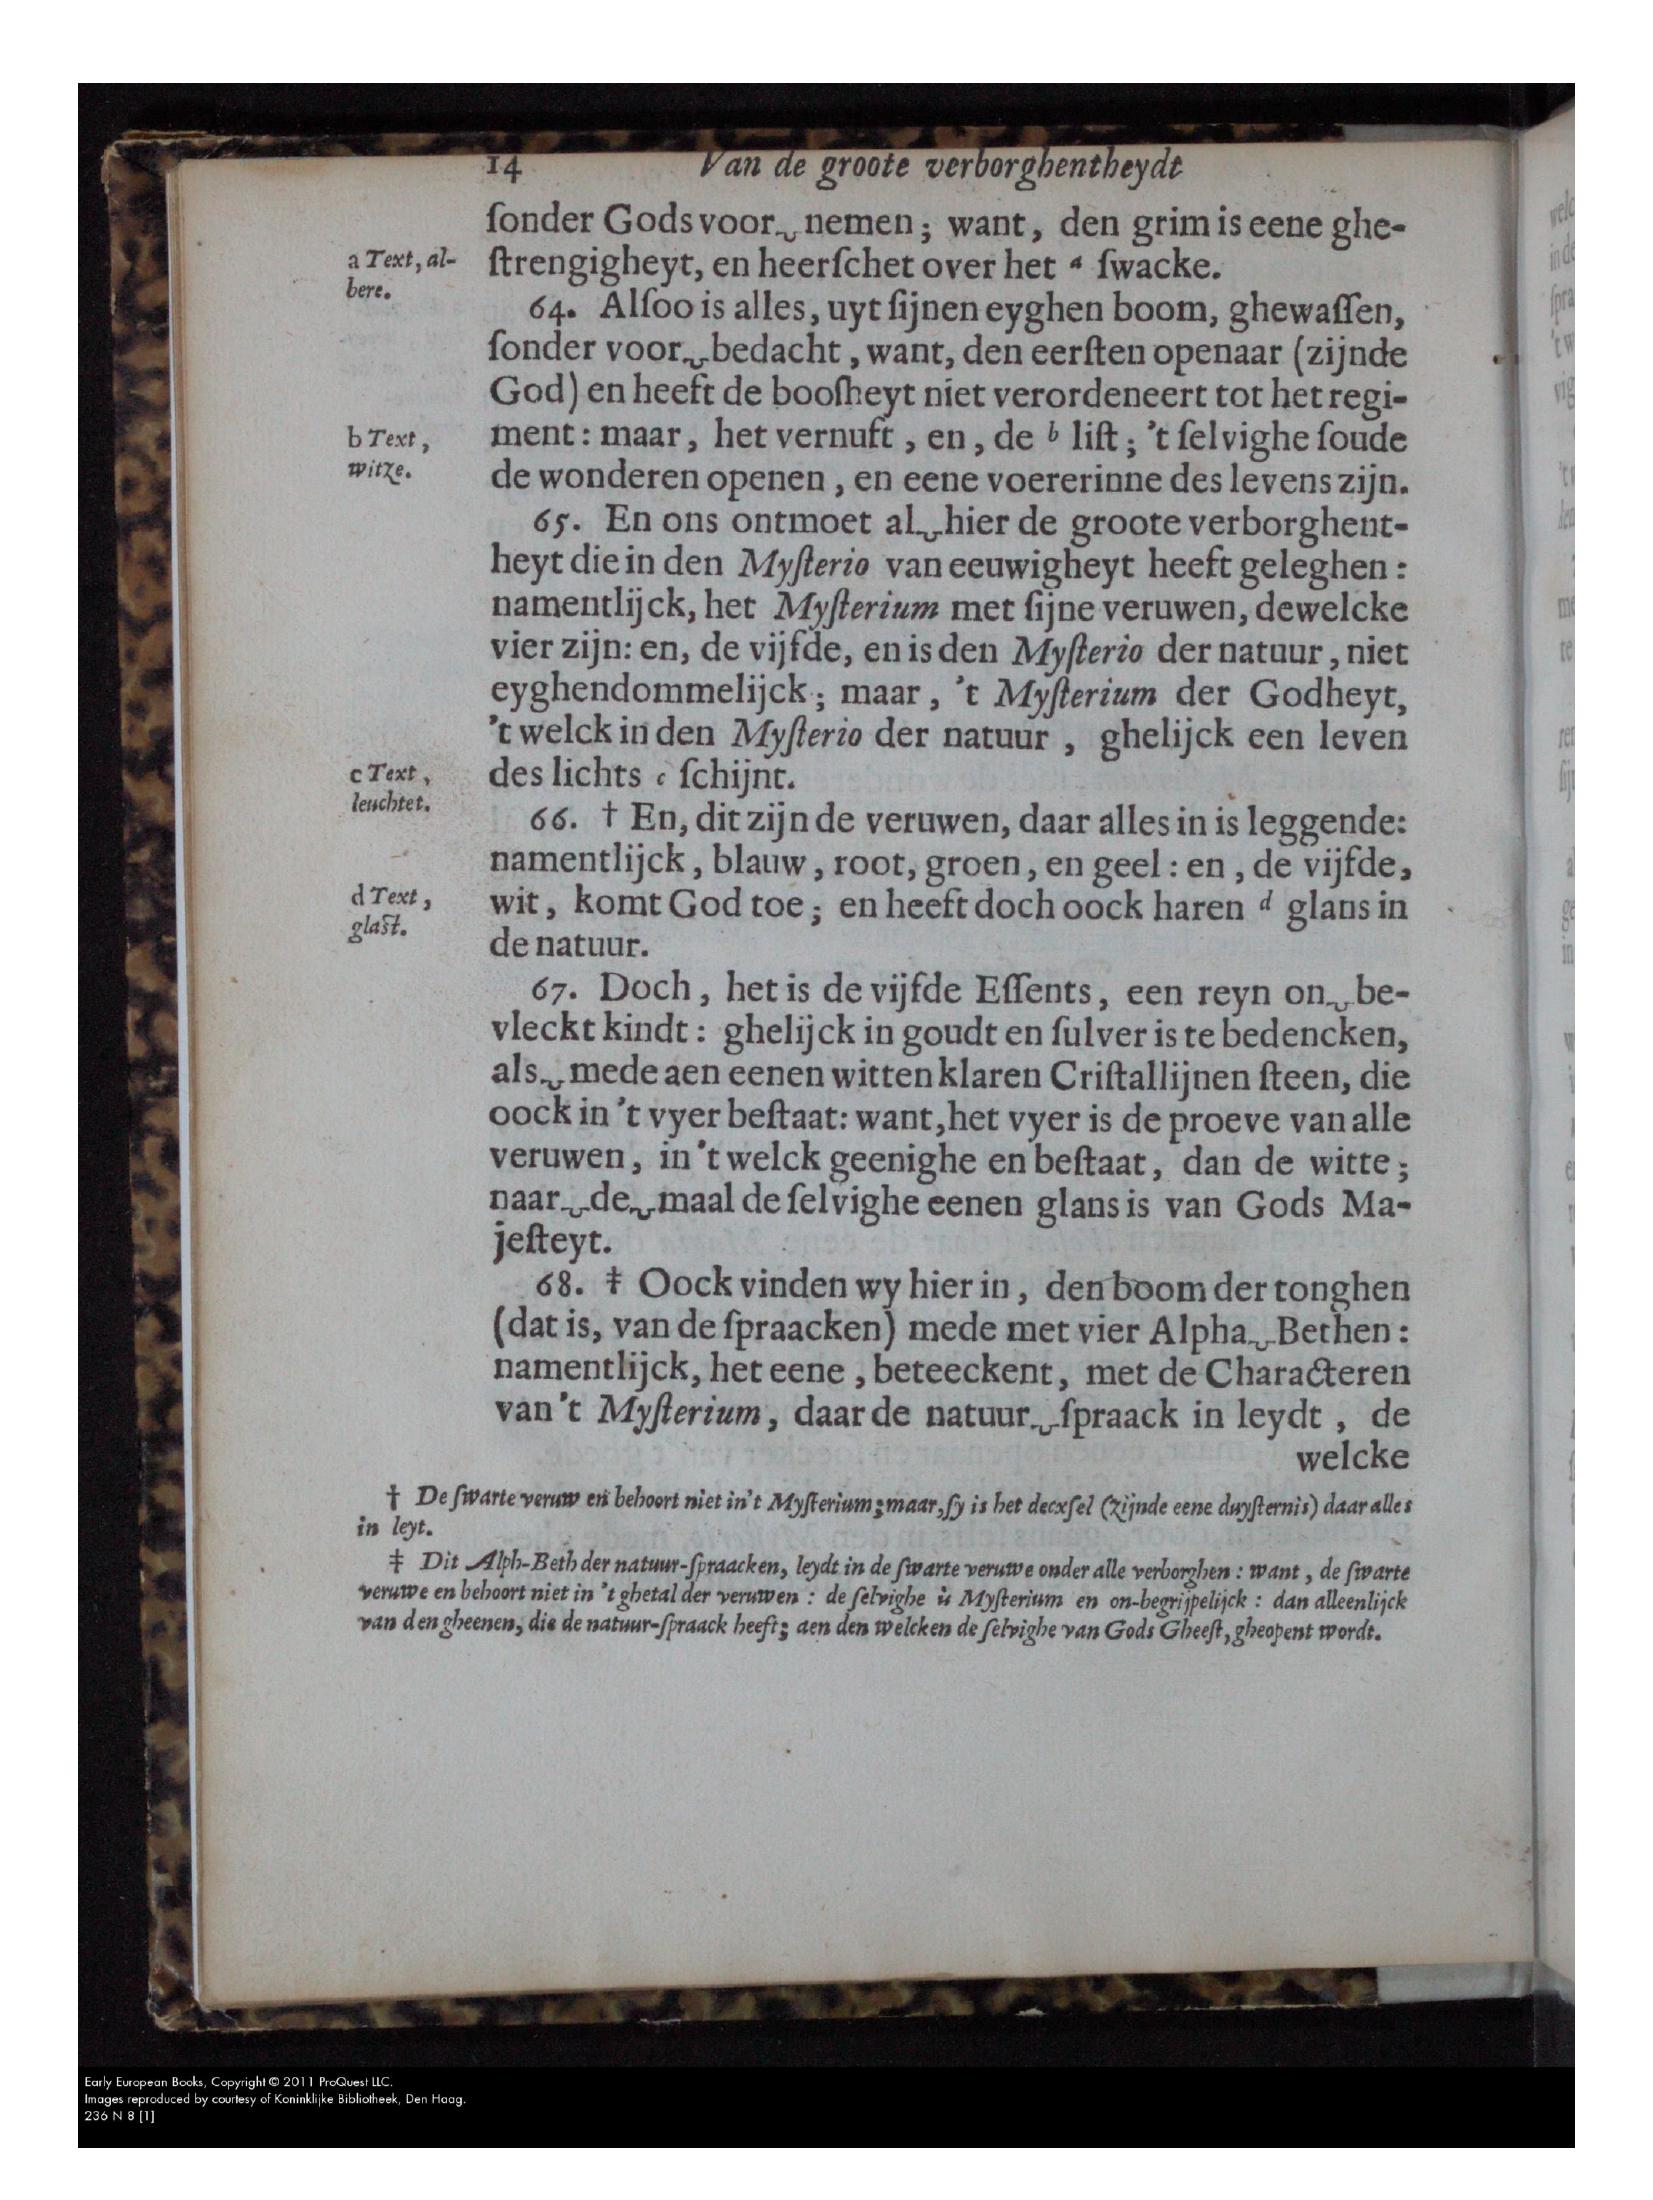 14 Van de groote verborghentheydt
ſonder Gods voor‿nemen; want, den grim is eene ghe-
a Text, al-
bere.
ſtrengigheyt, en heerſchet over het a ſwacke.
64. Alſoo is alles, uyt ſijnen eyghen boom, ghewaſſen,
ſonder voor‿bedacht, want, den eerſten openaar (zijnde
God) en heeft de booſheyt niet verordeneert tot het regi-
b Text,
witze.
ment: maar, het vernuft, en, de b liſt; 't ſelvighe ſoude
de wonderen openen, en eene voererinne des levens zijn.
65. En ons ontmoet al‿hier de groote verborghent-
heyt die in den Myſterio van eeuwigheyt heeft geleghen:
namentlijck, het Myſterium met ſijne veruwen, dewelcke
vier zijn: en, de vijfde, en is den Myſterio der natuur, niet
eyghendommelijck; maar, 't Myſterium der Godheyt,
't welck in den Myſterio der natuur, ghelijck een leven
c Text,
leuchtet.
des lichts c ſchijnt.
66. † En, dit zijn de veruwen, daar alles in is leggende:
namentlijck, blauw, root, groen, en geel: en, de vijfde,
d Text,
glaſt.
wit, komt God toe; en heeft doch oock haren d glans in
de natuur.
67. Doch, het is de vijfde Eſſents, een reyn on‿be-
vleckt kindt: ghelijck in goudt en ſulver is te bedencken,
als‿mede aen eenen witten klaren Criſtallijnen ſteen, die
oock in 't vyer beſtaat: want, het vyer is de proeve van alle
veruwen, in 't welck geenighe en beſtaat, dan de witte;
naar‿de‿maal de ſelvighe eenen glans is van Gods Ma-
jeſteyt.
68. ‡ Oock vinden wy hier in, den boom der tonghen
(dat is, van de ſpraacken) mede met vier Alpha‿Bethen:
namentlijck, het eene, beteeckent, met de Characteren
van 't Myſterium, daar de natuur‿ſpraack in leydt, de
welcke
† De ſwarte veruw en behoort niet in't Myſterium; maar, ſy is het decxſel (zijnde eene duyſternis) daar alles
in leyt.
‡ Dit Alph-Beth der natuur-ſpraacken, leydt in de ſwarte veruwe onder alle verborghen: want, de ſwarte
veruwe en behoort niet in 't ghetal der veruwen: de ſelvighe is Myſterium en on-begrijpelijck: dan alleenlijck
van den gheenen, die de natuur-ſpraack heeft; aen den welcken de ſelvighe van Gods Gheeſt, gheopent wordt.
Early European Books, Copyright © 2011 ProQuest LLC.
Images reproduced by courtesy of Koninklijke Bibliotheek, Den Haag.
236 N 8 [1]